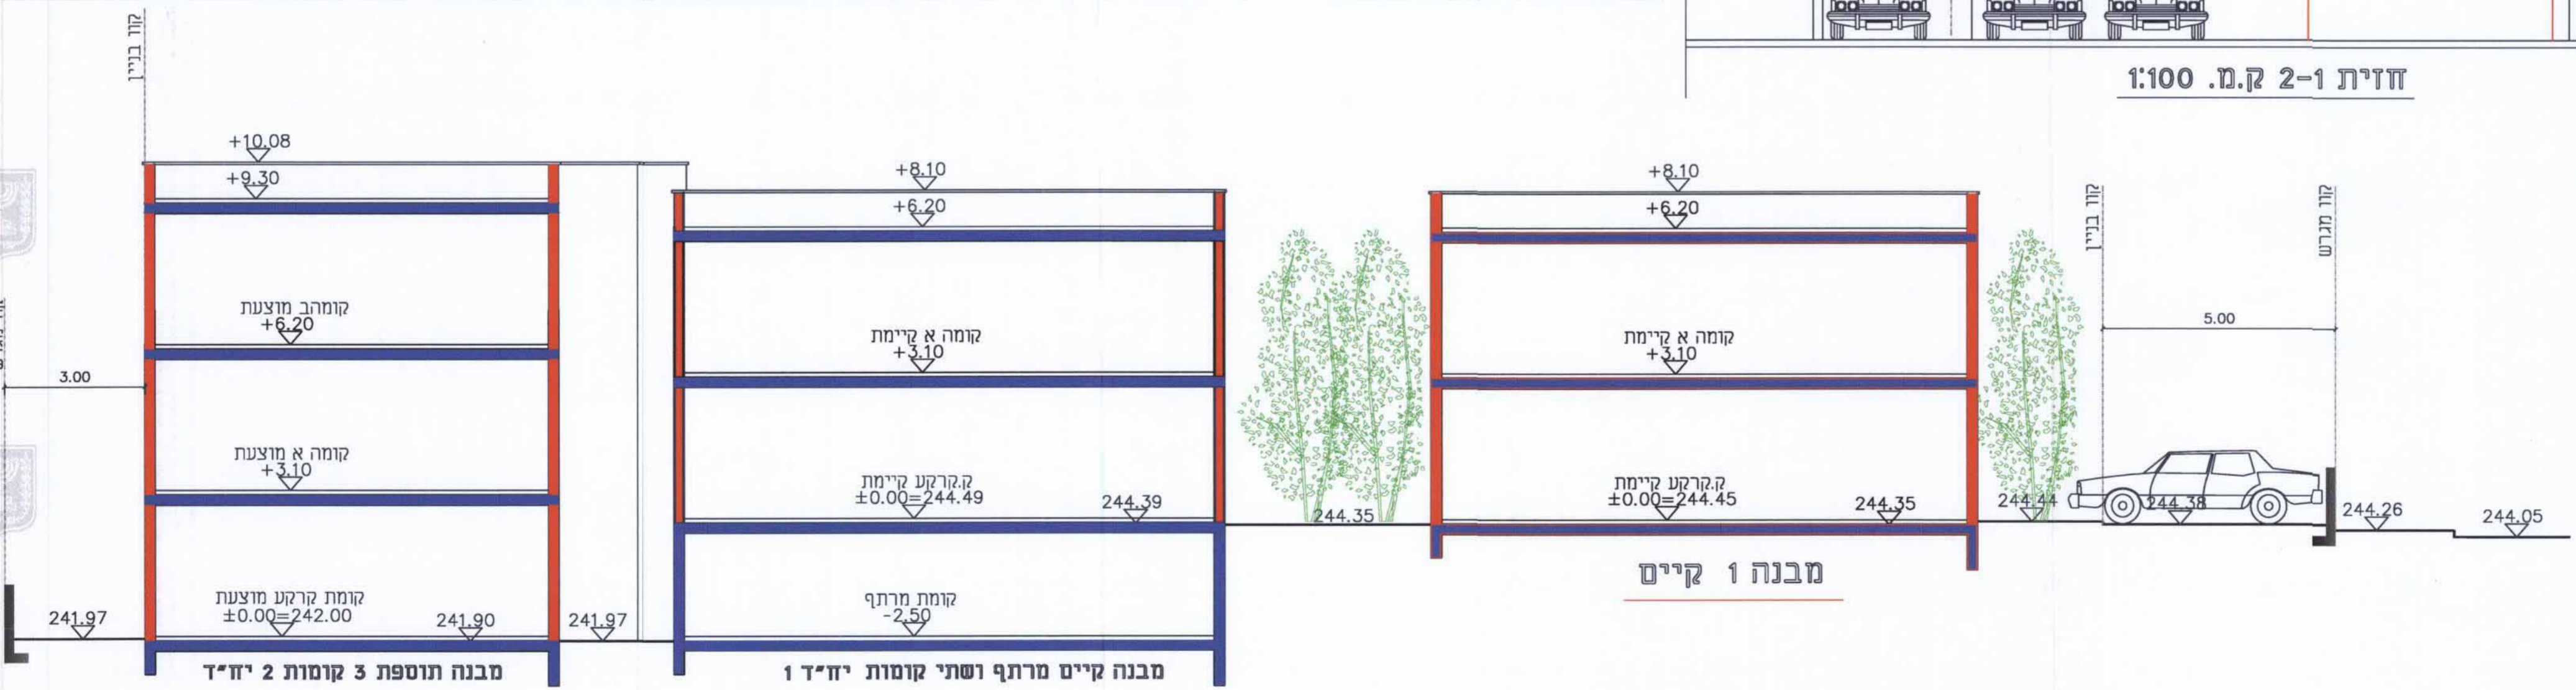 חזית 2-1 ק.מ. 1:100
קוו בניין
+10.08
+9.30
קומהב מוצעת
+6.20
3.00
קומה א מוצעת
+3.10
קומת קרקע מוצעת
±0.00=242.00
241.90
241.97
241.97
מבנה תוספת 3 קומות 2 יח״ד
+8.10
+6.20
קומה א קיימת
+3.10
ק.קרקע קיימת
±0.00=244.49
244.39
קומת מרתף
-2.50
מבנה קיים מרתף ושתי קומות יח״ד 1
244.35
+8.10
+6.20
קומה א קיימת
+3.10
ק.קרקע קיימת
±0.00=244.45
244.35
מבנה 1 קיים
קוו בניין
קוו מגרש
5.00
244.44
244.38
244.26
244.05